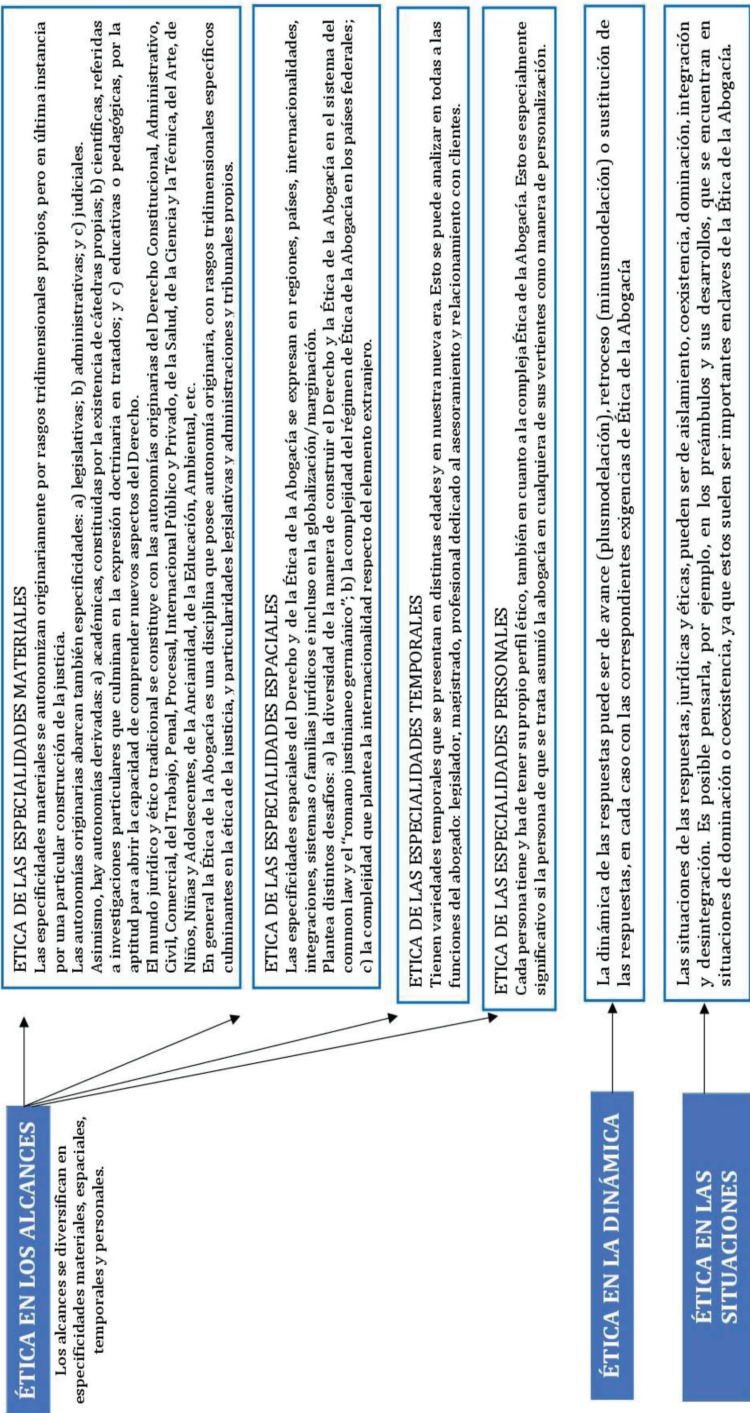 ÉTICA EN LOS ALCANCES
Los alcances se diversifican en
especificidades materiales, espaciales,
temporales y personales.
ETICA DE LAS ESPECIALIDADES MATERIALES
Las especificidades materiales se autonomizan originariamente por rasgos tridimensionales propios, pero en última instancia
por una particular construcción de la justicia.
Las autonomías originarias abarcan también especificidades: a) legislativas; b) administrativas; y c) judiciales.
Asimismo, hay autonomías derivadas: a) académicas, constituidas por la existencia de cátedras propias; b) científicas, referidas
a investigaciones particulares que culminan en la expresión doctrinaria en tratados; y c) educativas o pedagógicas, por la
aptitud para abrir la capacidad de comprender nuevos aspectos del Derecho.
El mundo jurídico y ético tradicional se constituye con las autonomías originarias del Derecho Constitucional, Administrativo,
Civil, Comercial, del Trabajo, Penal, Procesal, Internacional Público y Privado, de la Salud, de la Ciencia y la Técnica, del Arte, de
Niños, Niñas y Adolescentes, de la Ancianidad, de la Educación, Ambiental, etc.
En general la Ética de la Abogacía es una disciplina que posee autonomía originaria, con rasgos tridimensionales específicos
culminantes en la ética de la justicia, y particularidades legislativas y administraciones y tribunales propios.
ETICA DE LAS ESPECIALIDADES ESPACIALES
Las especificidades espaciales del Derecho y de la Ética de la Abogacía se expresan en regiones, países, internacionalidades,
integraciones, sistemas o familias jurídicos e incluso en la globalización/marginación.
Plantea distintos desafíos: a) la diversidad de la manera de construir el Derecho y la Ética de la Abogacía en el sistema del
common law y el "romano justinianeo germánico"; b) la complejidad del régimen de Ética de la Abogacía en los países federales;
c) la complejidad que plantea la internacionalidad respecto del elemento extranjero.
ETICA DE LAS ESPECIALIDADES TEMPORALES
Tienen variedades temporales que se presentan en distintas edades y en nuestra nueva era. Esto se puede analizar en todas a las
funciones del abogado: legislador, magistrado, profesional dedicado al asesoramiento y relacionamiento con clientes.
ETICA DE LAS ESPECIALIDADES PERSONALES
Cada persona tiene y ha de tener su propio perfil ético, también en cuanto a la compleja Ética de la Abogacía. Esto es especialmente
significativo si la persona de que se trata asumió la abogacía en cualquiera de sus vertientes como manera de personalización.
ÉTICA EN LA DINÁMICA
La dinámica de las respuestas puede ser de avance (plusmodelación), retroceso (minusmodelación) o sustitución de
las respuestas, en cada caso con las correspondientes exigencias de Ética de la Abogacía
ÉTICA EN LAS
SITUACIONES
Las situaciones de las respuestas, jurídicas y éticas, pueden ser de aislamiento, coexistencia, dominación, integración
y desintegración. Es posible pensarla, por ejemplo, en los preámbulos y sus desarrollos, que se encuentran en
situaciones de dominación o coexistencia, ya que estos suelen ser importantes enclaves de la Ética de la Abogacía.